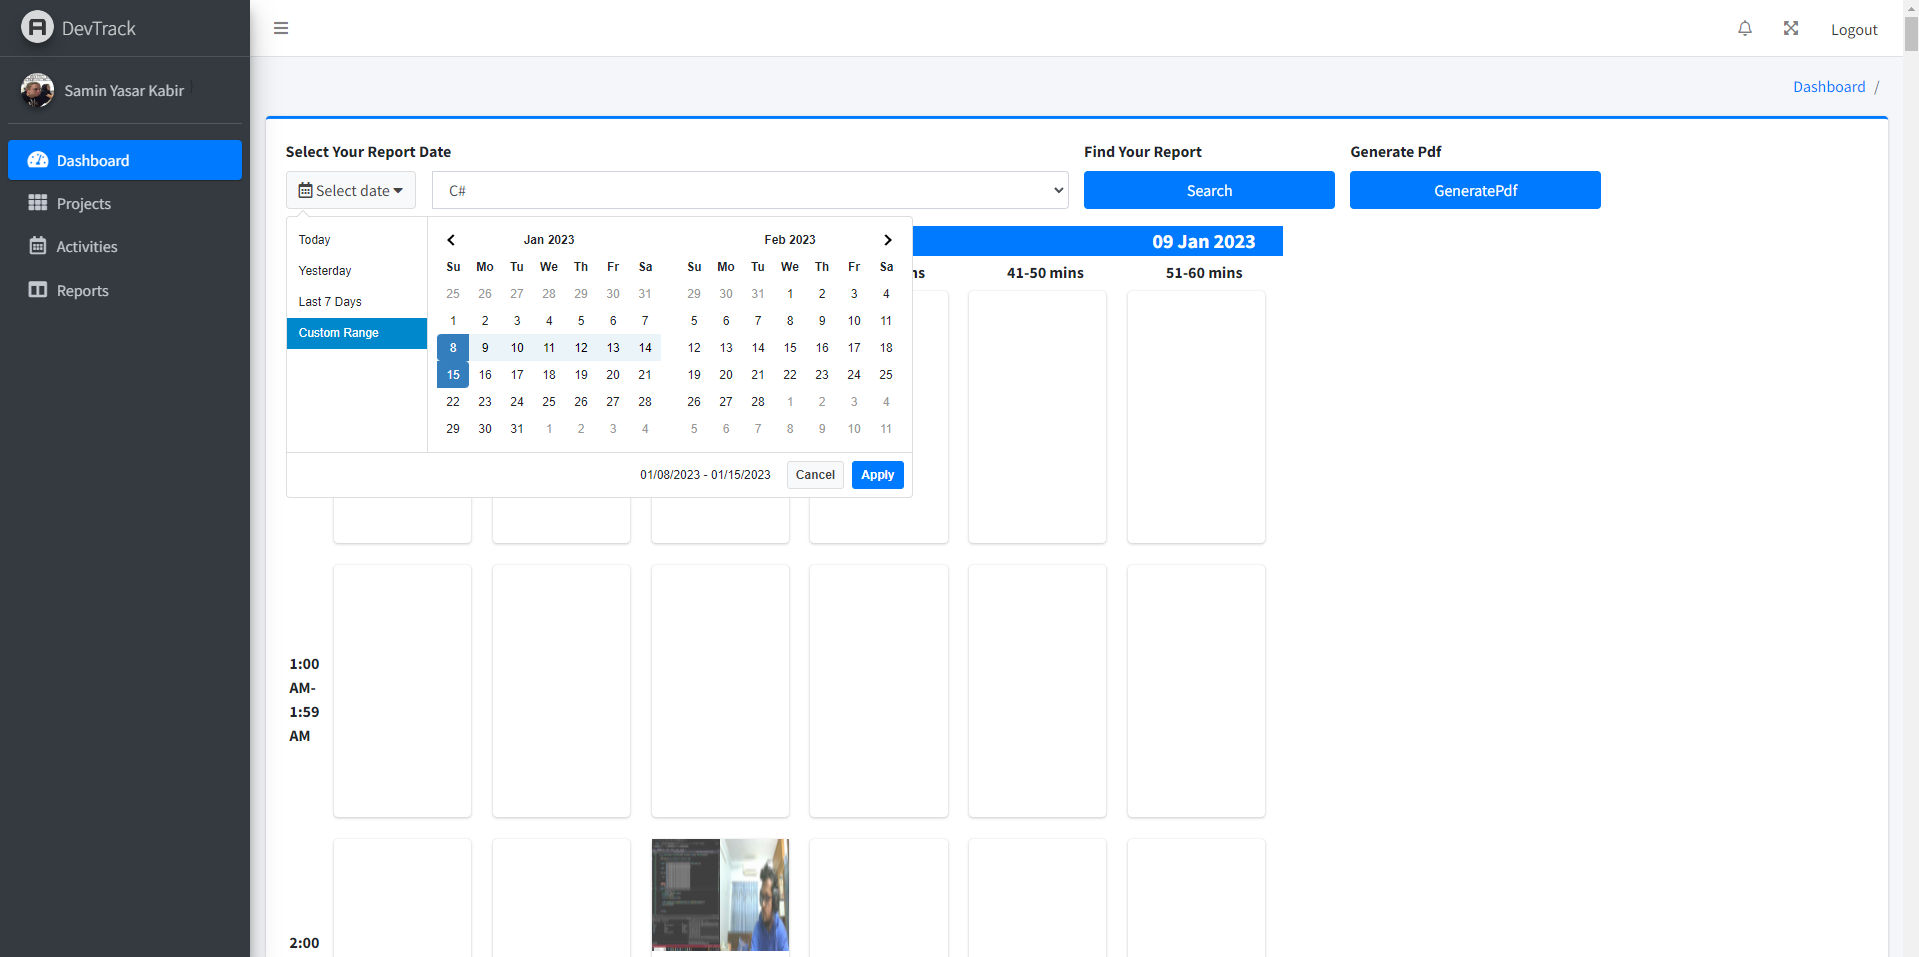 DevTrack
Logout
Samin Yasar Kabir
Dashboard /
Dashboard
Projects
Activities
Reports
Select Your Report Date
Find Your Report
Generate Pdf
Select date
C#
Search
GeneratePdf
09 Jan 2023
ns
41-50 mins
51-60 mins
Today
Yesterday
Last 7 Days
Custom Range
Jan 2023
Su Mo Tu We Th Fr Sa
25 26 27 28 29 30 31
1 2 3 4 5 6 7
8 9 10 11 12 13 14
15 16 17 18 19 20 21
22 23 24 25 26 27 28
29 30 31 1 2 3 4
Feb 2023
Su Mo Tu We Th Fr Sa
29 30 31 1 2 3 4
5 6 7 8 9 10 11
12 13 14 15 16 17 18
19 20 21 22 23 24 25
26 27 28 1 2 3 4
5 6 7 8 9 10 11
01/08/2023 - 01/15/2023
Cancel
Apply
1:00
AM-
1:59
AM
2:00